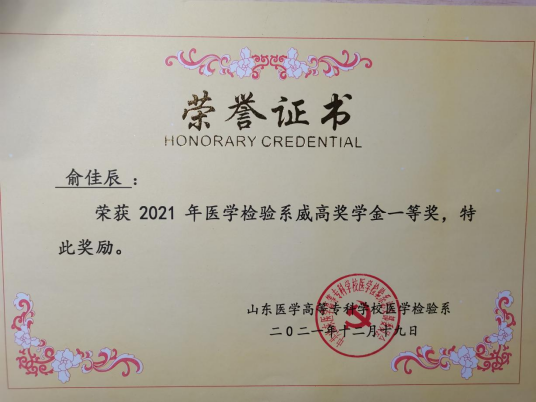 荣誉证书
HONORARY CREDENTIAL
俞佳辰：
荣获 2021 年医学检验系威高奖学金一等奖，特
此奖励。
山东医学高等专科学校医学检验系
二〇二一年十二月十九日